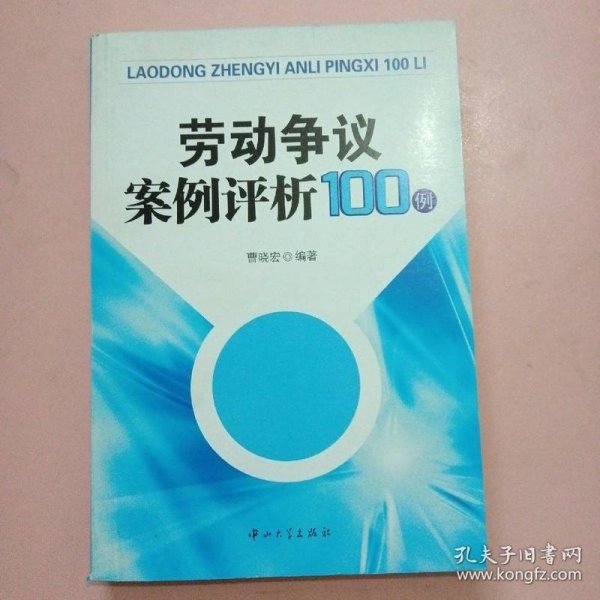 LAODONG ZHENGYI ANLI PINGXI 100 LI
劳动争议
案例评析100例
曹晓宏◎编著
中山大学出版社
孔夫子旧书网
www.kongfz.com